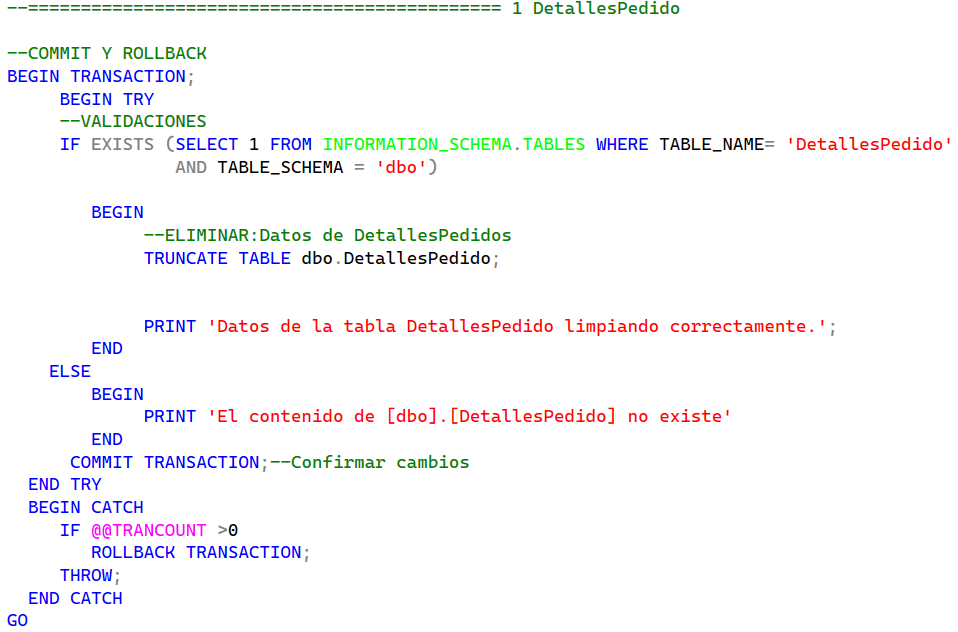 --============================================= 1 DetallesPedido
--COMMIT Y ROLLBACK
BEGIN TRANSACTION;
BEGIN TRY
--VALIDACIONES
IF EXISTS (SELECT 1 FROM INFORMATION_SCHEMA.TABLES WHERE TABLE_NAME= 'DetallesPedido'
AND TABLE_SCHEMA = 'dbo')
BEGIN
--ELIMINAR:Datos de DetallesPedidos
TRUNCATE TABLE dbo.DetallesPedido;
PRINT 'Datos de la tabla DetallesPedido limpiando correctamente.';
END
ELSE
BEGIN
PRINT 'El contenido de [dbo].[DetallesPedido] no existe'
END
COMMIT TRANSACTION;--Confirmar cambios
END TRY
BEGIN CATCH
IF @@TRANCOUNT >0
ROLLBACK TRANSACTION;
THROW;
END CATCH
GO